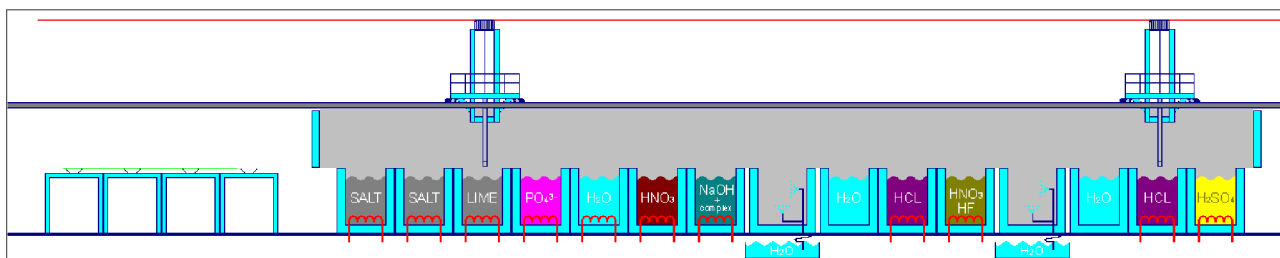 SALT
SALT
LIME
PO₄³⁻
H₂O
HNO₃
NaOH
+
complex
H₂O
HCL
HNO₃
HF
H₂O
HCL
H₂SO₄
H₂O
H₂O